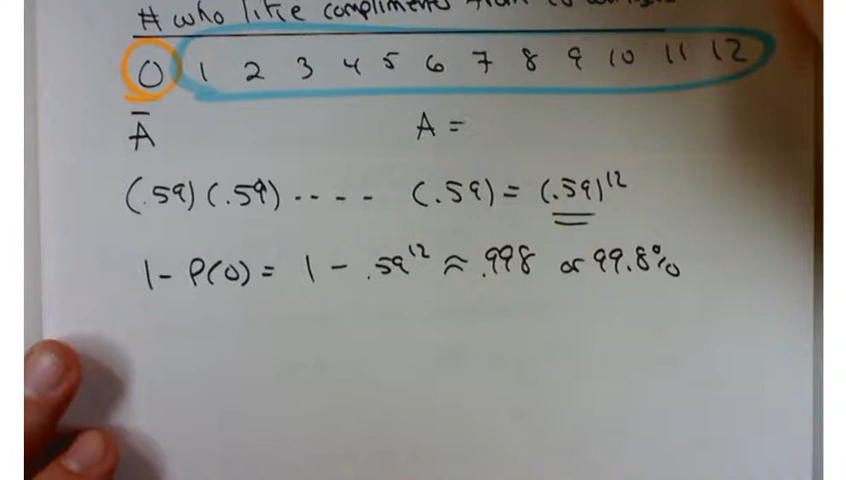 # who like compliments from
0 1 2 3 4 5 6 7 8 9 10 11 12
A̅ A =
(.59)(.59) ---- (.59) = (.59)¹²
1 - P(0) = 1 - .59¹² ≈ .998 or 99.8%